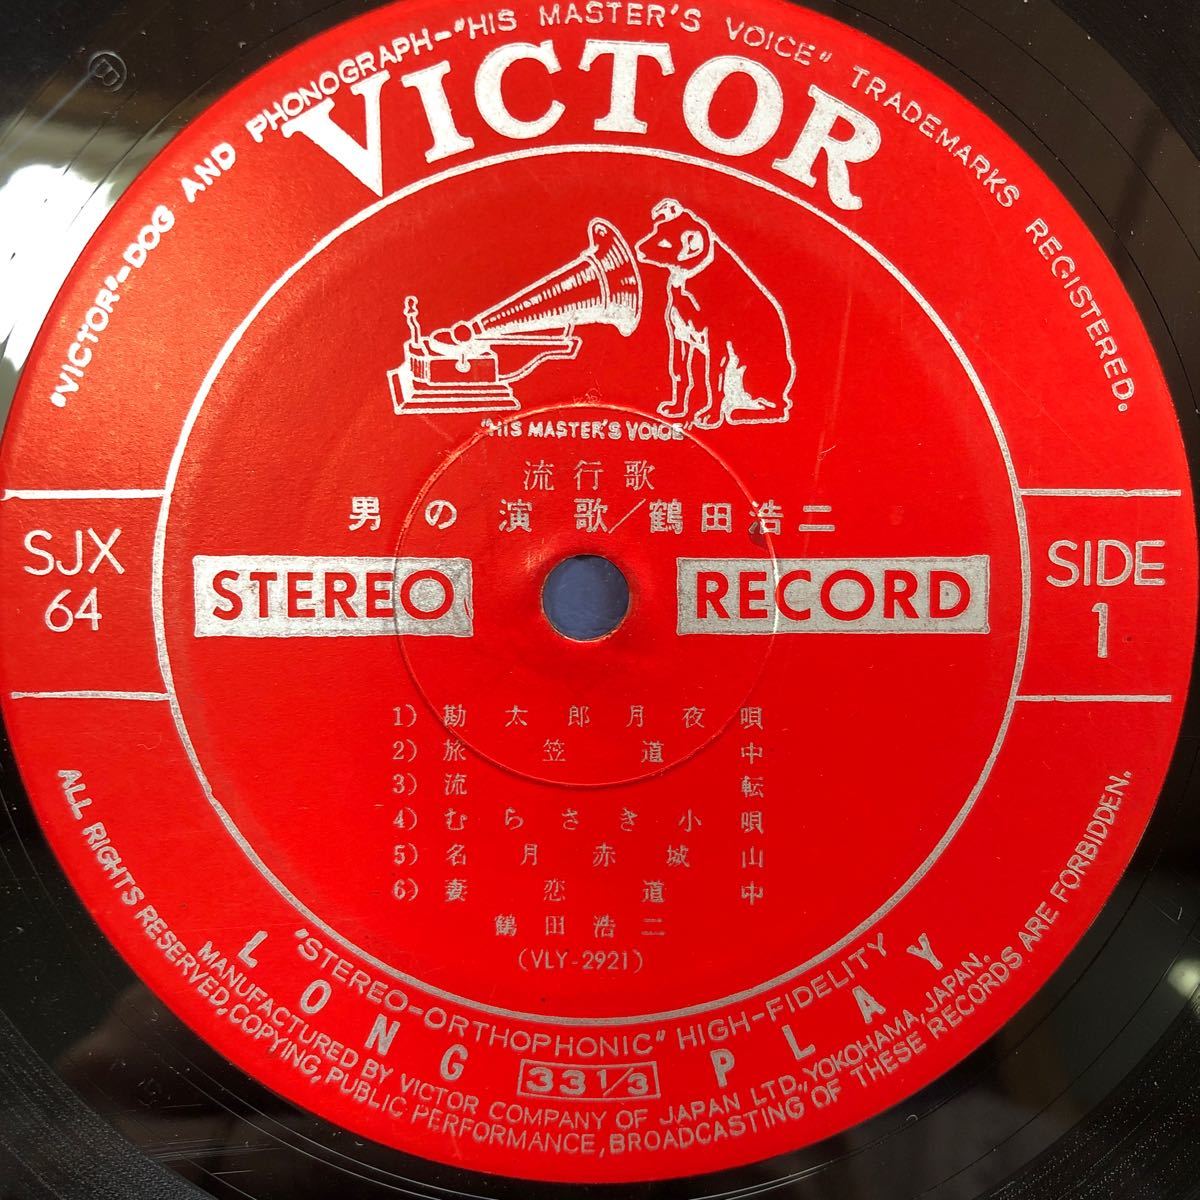 "VICTOR"-DOG AND PHONOGRAPH-"HIS MASTER'S VOICE" TRADEMARKS REGISTERED.
VICTOR
"HIS MASTER'S VOICE"
流行歌
男の演歌/鶴田浩二
SJX
64
STEREO
RECORD
SIDE
1
1) 勘太郎月夜唄
2) 旅笠道中
3) 流転
4) むらさき小唄
5) 名月赤城山
6) 妻恋道中
鶴田浩二
(VLY-2921)
"STEREO-ORTHOPHONIC" HIGH-FIDELITY
LONG 33 1/3 PLAY
MANUFACTURED BY VICTOR COMPANY OF JAPAN LTD., YOKOHAMA, JAPAN.
ALL RIGHTS RESERVED, COPYING, PUBLIC PERFORMANCE, BROADCASTING OF THESE RECORDS ARE FORBIDDEN.